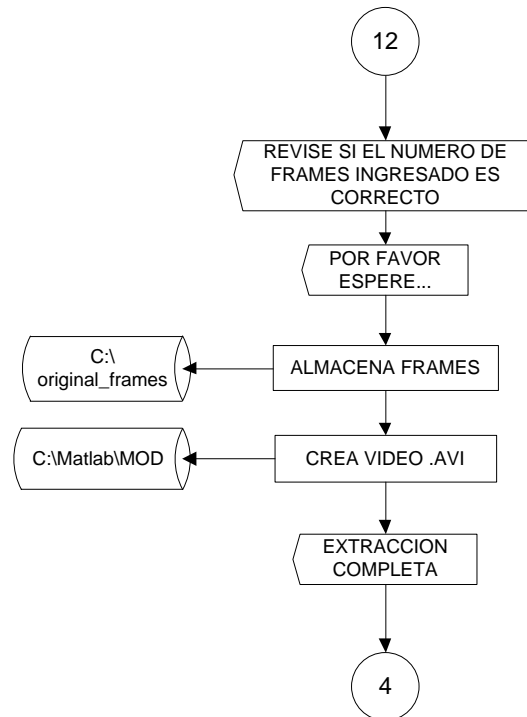 12
REVISE SI EL NUMERO DE
FRAMES INGRESADO ES
CORRECTO
POR FAVOR
ESPERE...
C:\
original_frames
ALMACENA FRAMES
C:\Matlab\MOD
CREA VIDEO .AVI
EXTRACCION
COMPLETA
4